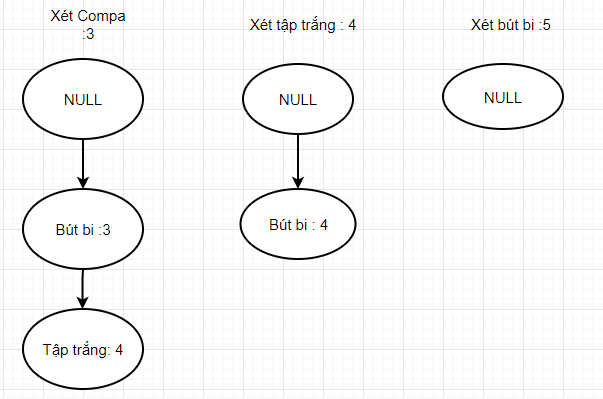 Xét Compa
:3
Xét tập trắng : 4
Xét bút bi :5
NULL
NULL
NULL
Bút bi :3
Bút bi : 4
Tập trắng: 4